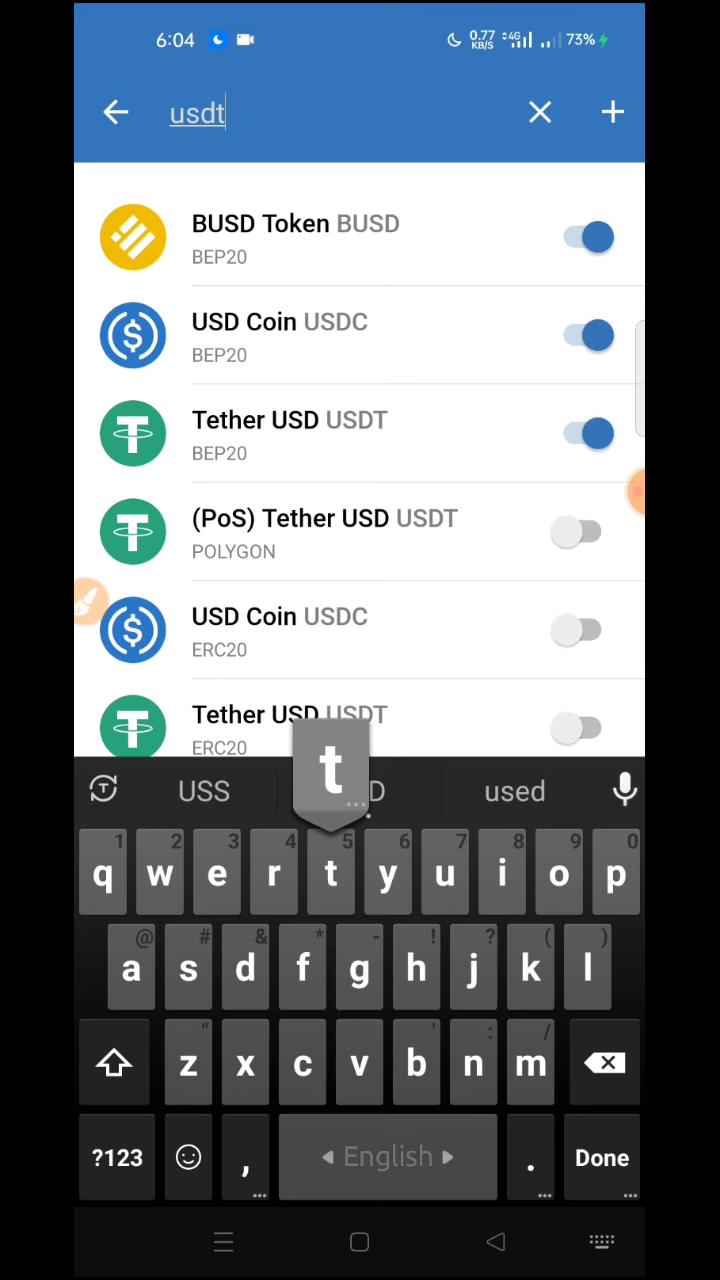 6:04 0.77 KB/S 4G 73%
usdt
BUSD Token BUSD
BEP20
USD Coin USDC
BEP20
Tether USD USDT
BEP20
(PoS) Tether USD USDT
POLYGON
USD Coin USDC
ERC20
Tether USD USDT
ERC20
t
USS D used
1 2 3 4 5 6 7 8 9 0
q w e r t y u i o p
@ # & * - ! ? ( )
a s d f g h j k l
" ' : /
z x c v b n m
?123 , English . Done